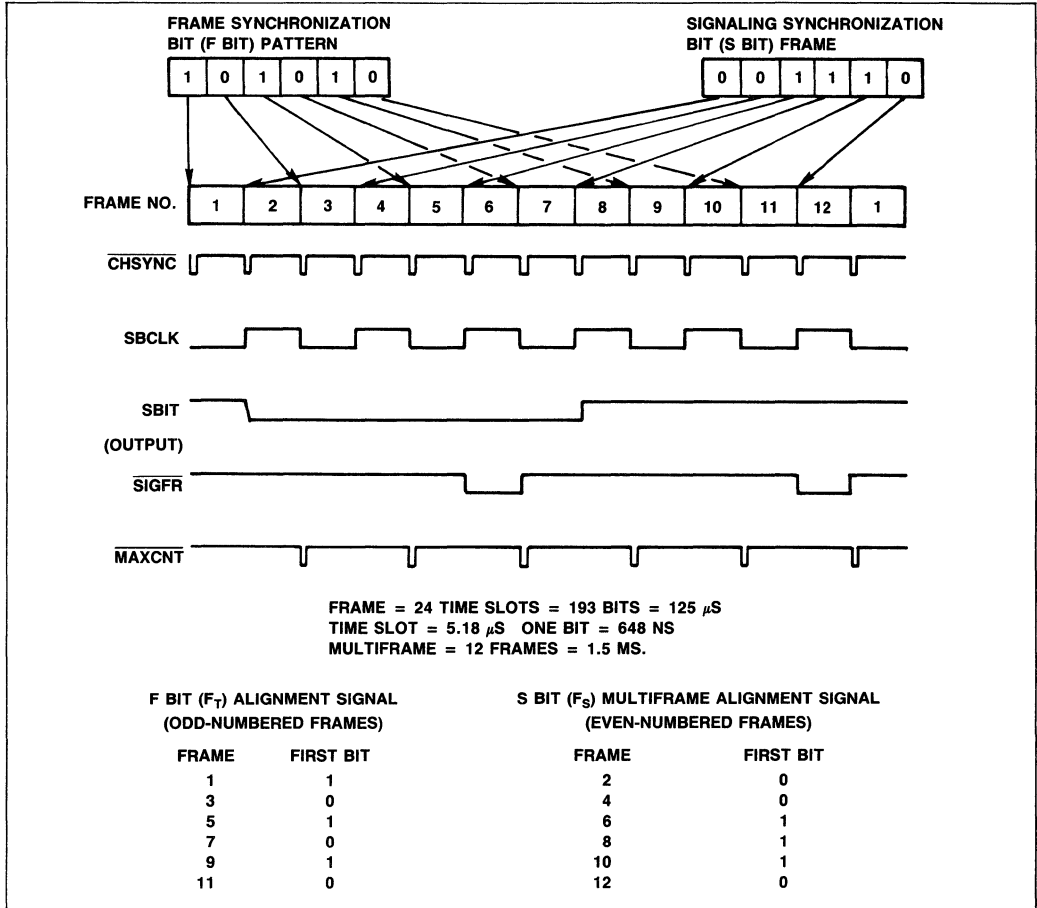 FRAME SYNCHRONIZATION
BIT (F BIT) PATTERN
1 0 1 0 1 0
SIGNALING SYNCHRONIZATION
BIT (S BIT) FRAME
0 0 1 1 1 0
FRAME NO. 1 2 3 4 5 6 7 8 9 10 11 12 1
CHSYNC
SBCLK
SBIT
(OUTPUT)
SIGFR
MAXCNT
FRAME = 24 TIME SLOTS = 193 BITS = 125 μS
TIME SLOT = 5.18 μS ONE BIT = 648 NS
MULTIFRAME = 12 FRAMES = 1.5 MS.
F BIT (FT) ALIGNMENT SIGNAL
(ODD-NUMBERED FRAMES)
FRAME FIRST BIT
1 1
3 0
5 1
7 0
9 1
11 0
S BIT (FS) MULTIFRAME ALIGNMENT SIGNAL
(EVEN-NUMBERED FRAMES)
FRAME FIRST BIT
2 0
4 0
6 1
8 1
10 1
12 0